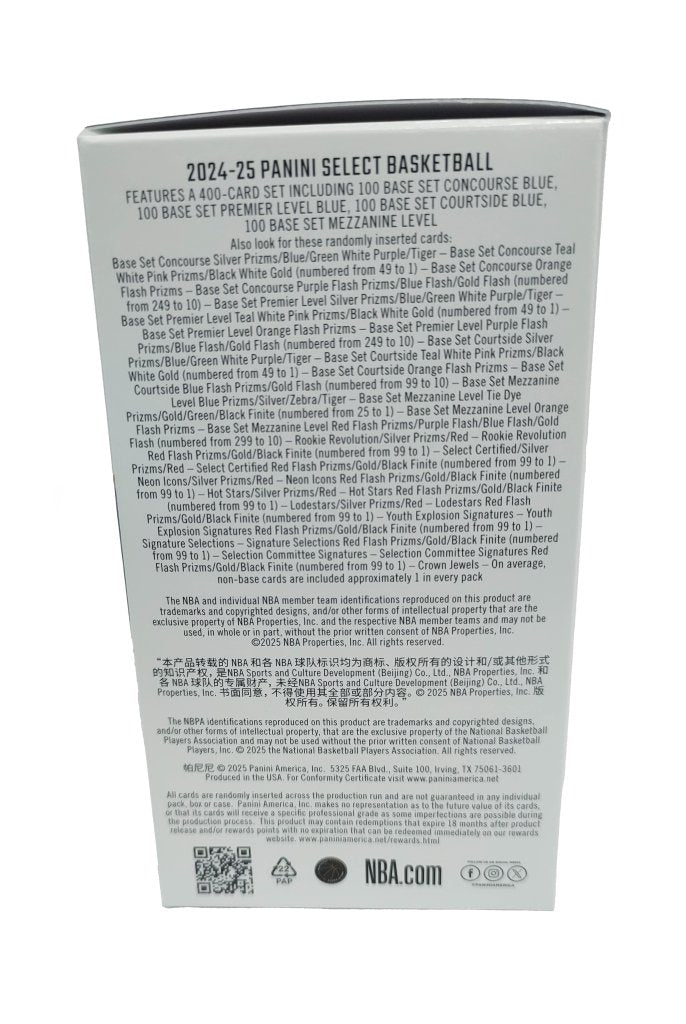 2024-25 PANINI SELECT BASKETBALL
FEATURES A 400-CARD SET INCLUDING 100 BASE SET CONCOURSE BLUE,
100 BASE SET PREMIER LEVEL BLUE, 100 BASE SET COURTSIDE BLUE,
100 BASE SET MEZZANINE LEVEL
Also look for these randomly inserted cards:
Base Set Concourse Silver Prizms/Blue/Green White Purple/Tiger – Base Set Concourse Teal
White Pink Prizms/Black White Gold (numbered from 49 to 1) – Base Set Concourse Orange
Flash Prizms – Base Set Concourse Purple Flash Prizms/Blue Flash/Gold Flash (numbered
from 249 to 10) – Base Set Premier Level Silver Prizms/Blue/Green White Purple/Tiger –
Base Set Premier Level Teal White Pink Prizms/Black White Gold (numbered from 49 to 1) –
Base Set Premier Level Orange Flash Prizms – Base Set Premier Level Purple Flash
Prizms/Blue Flash/Gold Flash (numbered from 249 to 10) – Base Set Courtside Silver
Prizms/Blue/Green White Purple/Tiger – Base Set Courtside Teal White Pink Prizms/Black
White Gold (numbered from 49 to 1) – Base Set Courtside Orange Flash Prizms – Base Set
Courtside Blue Flash Prizms/Gold Flash (numbered from 99 to 10) – Base Set Mezzanine
Level Blue Prizms/Silver/Zebra/Tiger – Base Set Mezzanine Level Tie Dye
Prizms/Gold/Green/Black Finite (numbered from 25 to 1) – Base Set Mezzanine Level Orange
Flash Prizms – Base Set Mezzanine Level Red Flash Prizms/Purple Flash/Blue Flash/Gold
Flash (numbered from 299 to 10) – Rookie Revolution/Silver Prizms/Red – Rookie Revolution
Red Flash Prizms/Gold/Black Finite (numbered from 99 to 1) – Select Certified/Silver
Prizms/Red – Select Certified Red Flash Prizms/Gold/Black Finite (numbered from 99 to 1) –
Neon Icons/Silver Prizms/Red – Neon Icons Red Flash Prizms/Gold/Black Finite (numbered
from 99 to 1) – Hot Stars/Silver Prizms/Red – Hot Stars Red Flash Prizms/Gold/Black Finite
(numbered from 99 to 1) – Lodestars/Silver Prizms/Red – Lodestars Red Flash
Prizms/Gold/Black Finite (numbered from 99 to 1) – Youth Explosion Signatures – Youth
Explosion Signatures Red Flash Prizms/Gold/Black Finite (numbered from 99 to 1) –
Signature Selections – Signature Selections Red Flash Prizms/Gold/Black Finite (numbered
from 99 to 1) – Selection Committee Signatures – Selection Committee Signatures Red
Flash Prizms/Gold/Black Finite (numbered from 99 to 1) – Crown Jewels – On average,
non-base cards are included approximately 1 in every pack
The NBA and individual NBA member team identifications reproduced on this product are
trademarks and copyrighted designs, and/or other forms of intellectual property that are the
exclusive property of NBA Properties, Inc. and the respective NBA member teams and may not be
used, in whole or in part, without the prior written consent of NBA Properties, Inc.
©2025 NBA Properties, Inc. All rights reserved.
“本产品转载的 NBA 和各 NBA 球队标识均为商标、版权所有的设计和/或其他形式
的知识产权，是NBA Sports and Culture Development (Beijing) Co., Ltd., NBA Properties, Inc. 和
各 NBA 球队的专属财产，未经NBA Sports and Culture Development (Beijing) Co., Ltd., NBA
Properties, Inc. 书面同意，不得使用其全部或部分内容。© 2025 NBA Properties, Inc. 版
权所有。保留所有权利。”
The NBPA identifications reproduced on this product are trademarks and copyrighted designs,
and/or other forms of intellectual property, that are the exclusive property of National Basketball
Players Association and may not be used without the prior written consent of National Basketball
Players, Inc. © 2025 the National Basketball Players Association. All rights reserved.
帕尼尼 © 2025 Panini America, Inc. 5325 FAA Blvd., Suite 100, Irving, TX 75061-3601
Produced in the USA. For Conformity Certificate visit www.paniniamerica.net
All cards are randomly inserted across the production run and are not guaranteed in any individual
pack, box or case. Panini America, Inc. makes no representation as to the future value of its cards,
or that its cards will receive a specific professional grade as some imperfections are possible during
the production process. This product may contain redemptions that expire 18 months after product
release and/or rewards points with no expiration that can be redeemed immediately on our rewards
website. www.paniniamerica.net/rewards.html
22
PAP
NBA.com
FOLLOW US ON SOCIAL MEDIA
@PANINIAMERICA